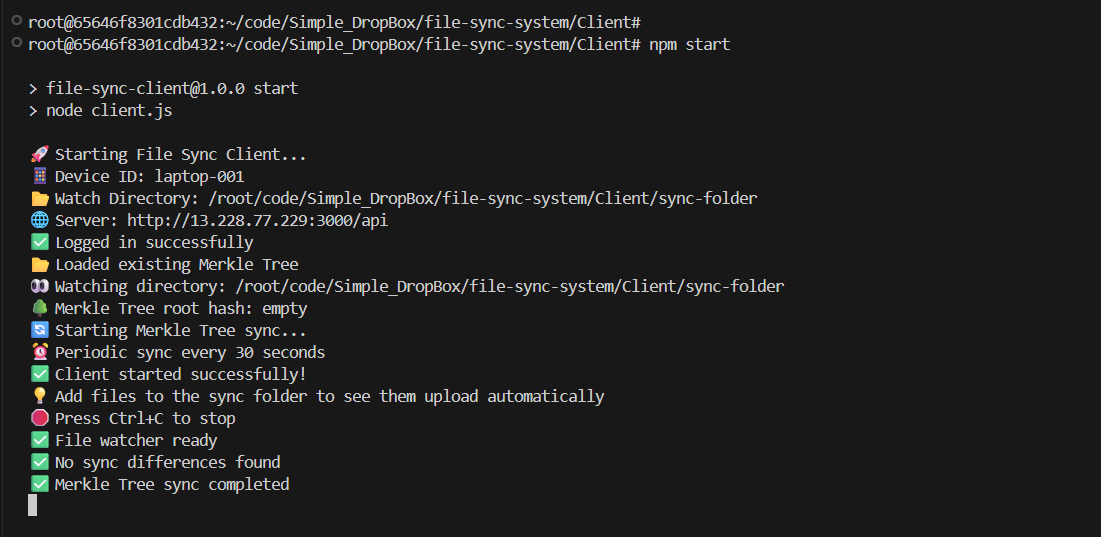 root@65646f8301cdb432:~/code/Simple_DropBox/file-sync-system/Client#
root@65646f8301cdb432:~/code/Simple_DropBox/file-sync-system/Client# npm start
> file-sync-client@1.0.0 start
> node client.js
🚀 Starting File Sync Client...
📱 Device ID: laptop-001
📂 Watch Directory: /root/code/Simple_DropBox/file-sync-system/Client/sync-folder
🌐 Server: http://13.228.77.229:3000/api
✅ Logged in successfully
📂 Loaded existing Merkle Tree
👀 Watching directory: /root/code/Simple_DropBox/file-sync-system/Client/sync-folder
🌳 Merkle Tree root hash: empty
🔄 Starting Merkle Tree sync...
⏰ Periodic sync every 30 seconds
✅ Client started successfully!
💡 Add files to the sync folder to see them upload automatically
🛑 Press Ctrl+C to stop
✅ File watcher ready
✅ No sync differences found
✅ Merkle Tree sync completed